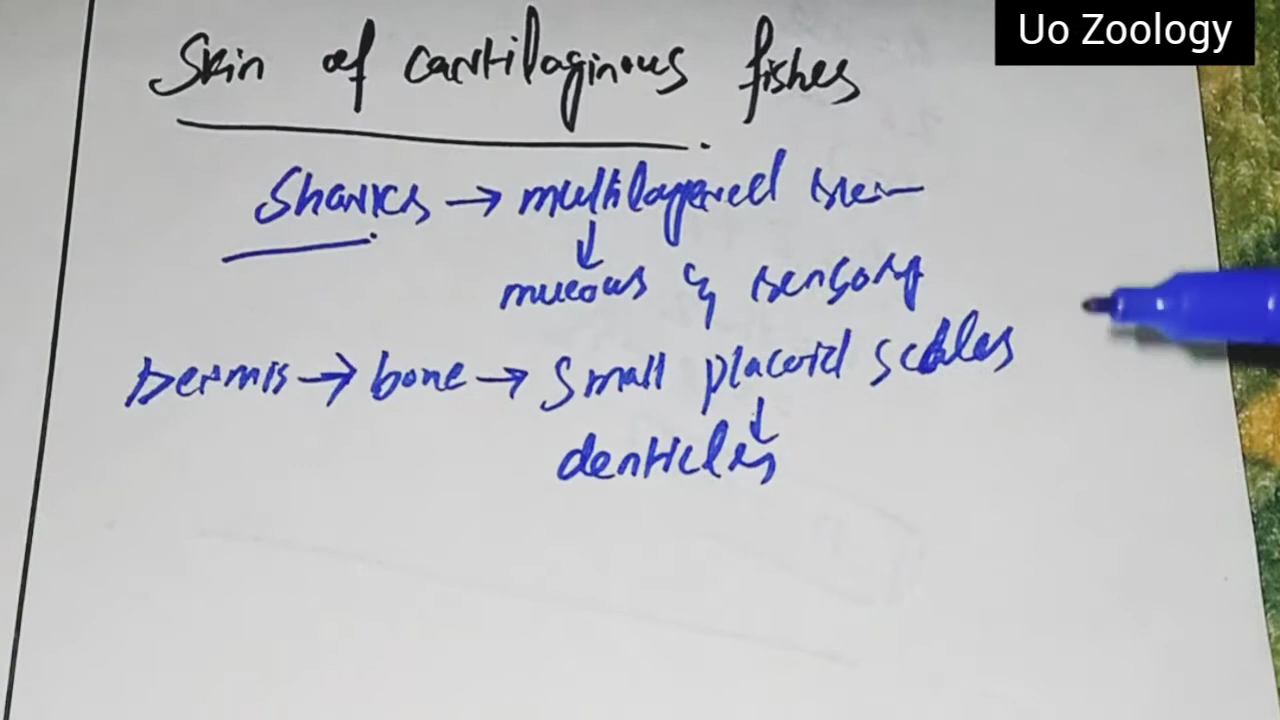 Uo Zoology
Skin of cartilaginous fishes
Sharks → multilayered
↓
mucous & sensory
Dermis → bone → Small placoid scales
↓
denticles